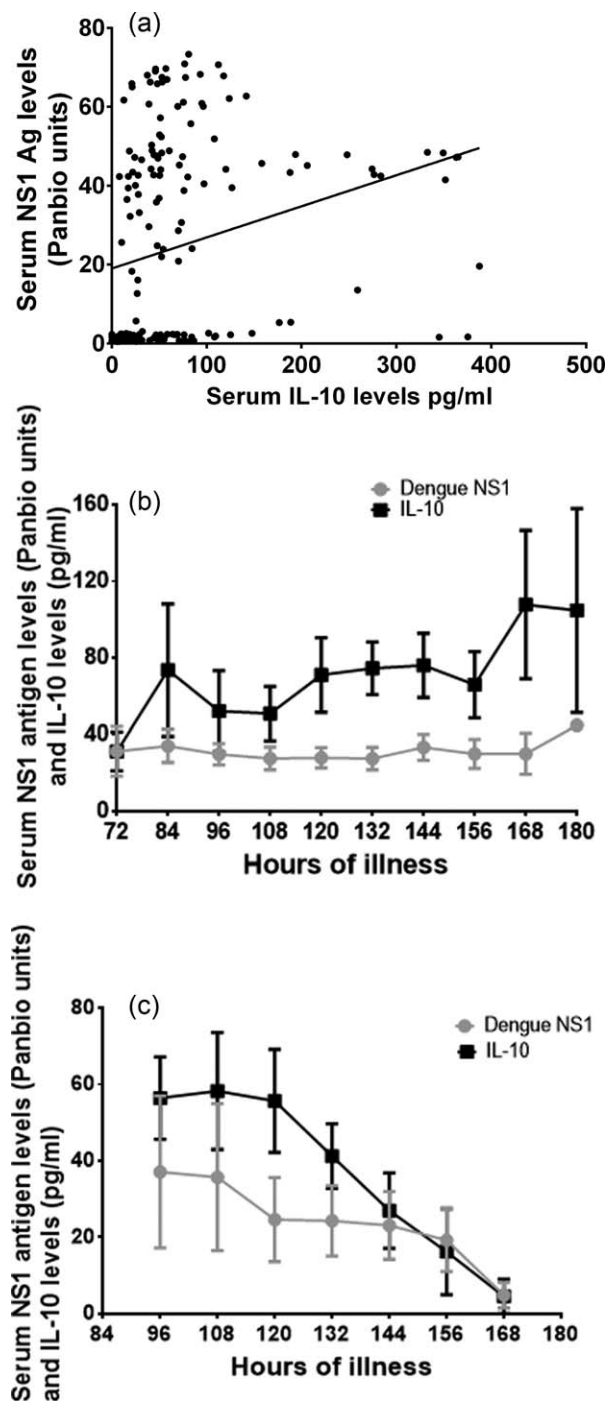 (a)
Serum NS1 Ag levels
(Panbio units)
80
60
40
20
0
0 100 200 300 400 500
Serum IL-10 levels pg/ml
(b)
Dengue NS1
IL-10
Serum NS1 antigen levels (Panbio units)
and IL-10 levels (pg/ml)
160
120
80
40
0
72 84 96 108 120 132 144 156 168 180
Hours of illness
(c)
Dengue NS1
IL-10
Serum NS1 antigen levels (Panbio units)
and IL-10 levels (pg/ml)
80
60
40
20
0
84 96 108 120 132 144 156 168 180
Hours of illness